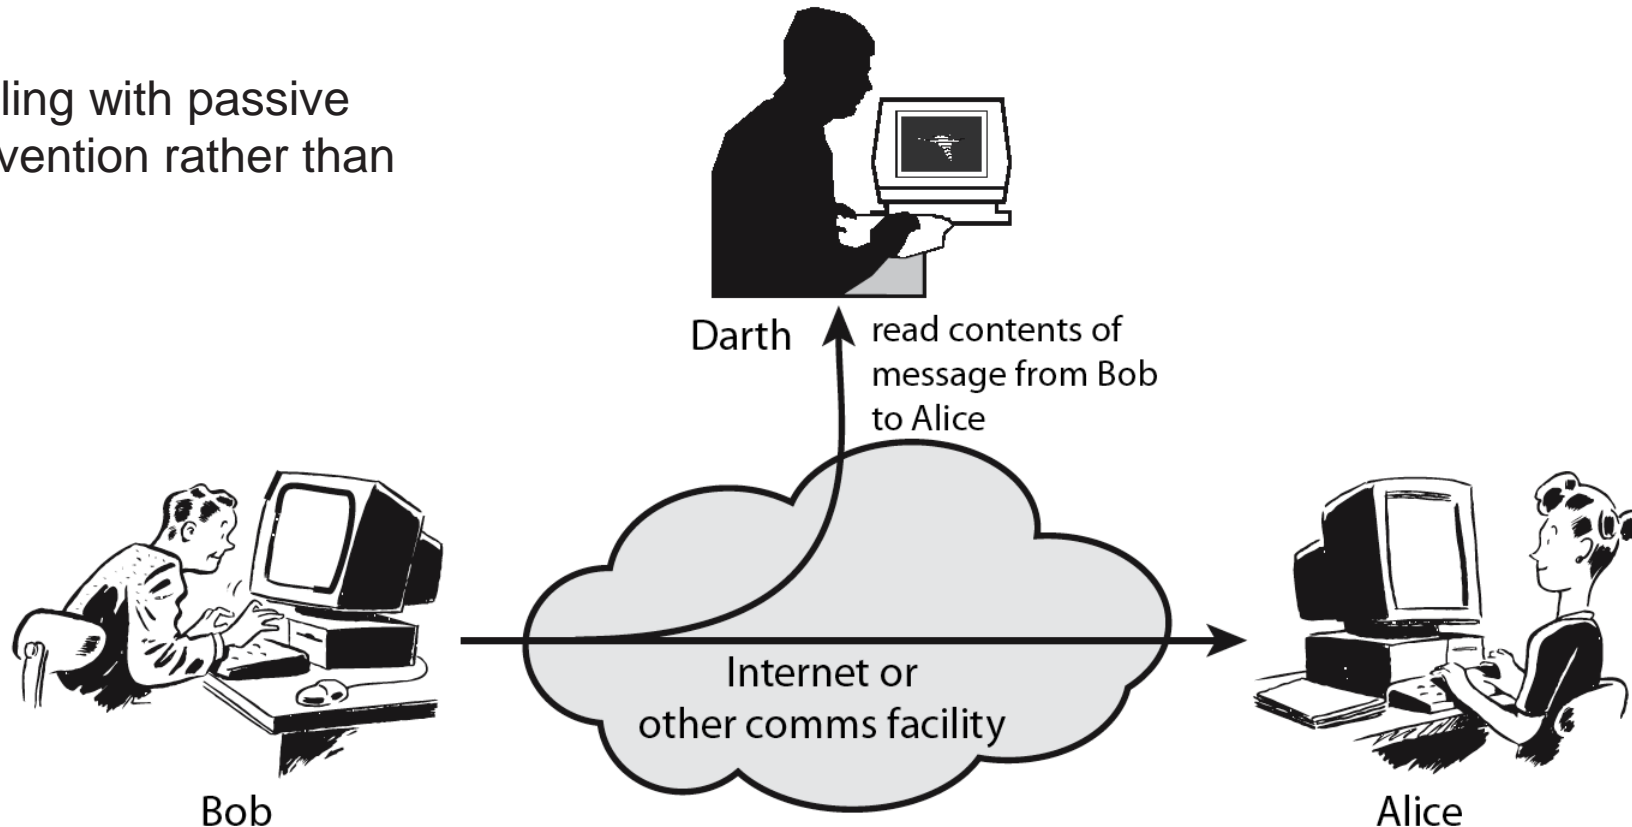 ling with passive
vention rather than
Darth
read contents of
message from Bob
to Alice
Internet or
other comms facility
Bob
Alice